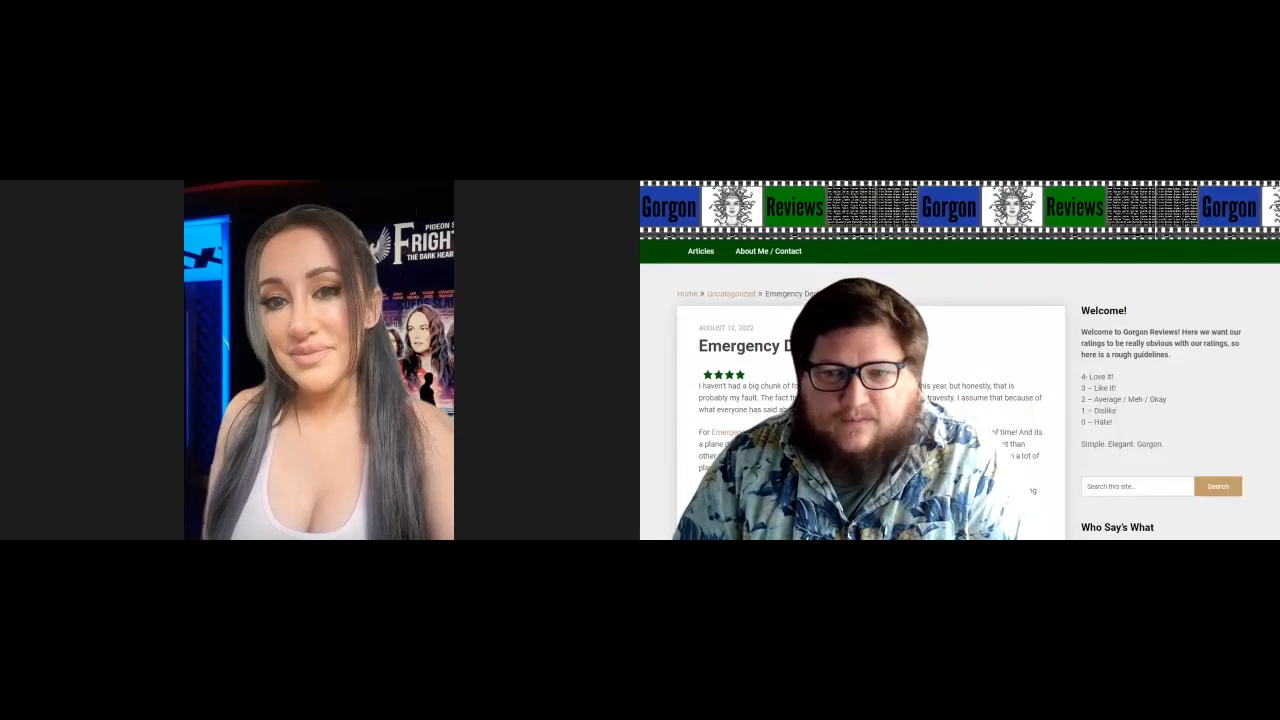 PIGEON S
FRIGHT
THE DARK HEAR
Gorgon
Reviews
Gorgon
Reviews
Gorgon
Articles
About Me / Contact
Home » Uncategorized » Emergency Dec
AUGUST 12, 2022
Emergency D
I haven't had a big chunk of fo
his year, but honestly, that is
probably my fault. The fact th
travesty. I assume that because of
what everyone has said ab
For Emergen
of time! And its
a plane
nt than
other
n a lot of
pla
ng
Welcome!
Welcome to Gorgon Reviews! Here we want our
ratings to be really obvious with our ratings, so
here is a rough guidelines.
4- Love it!
3 – Like it!
2 – Average / Meh / Okay
1 – Dislike
0 – Hate!
Simple. Elegant. Gorgon.
Search this site...
Search
Who Say's What